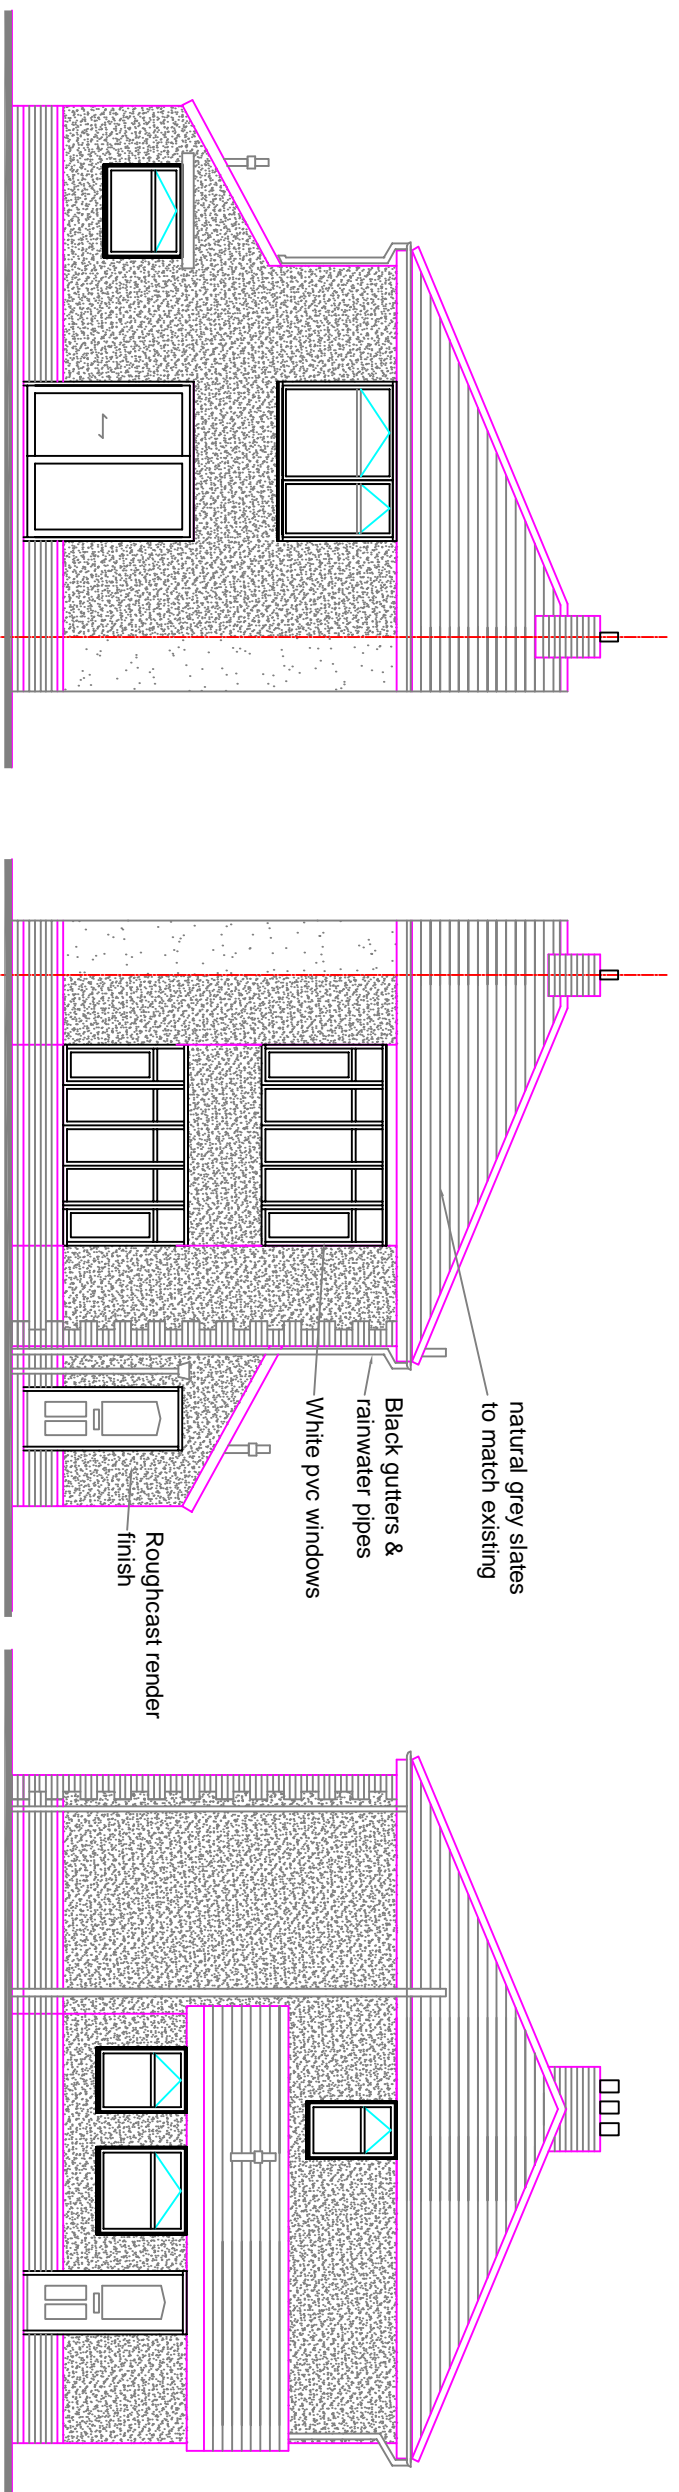 natural grey slates
to match existing
Black gutters &
rainwater pipes
White pvc windows
Roughcast render
finish